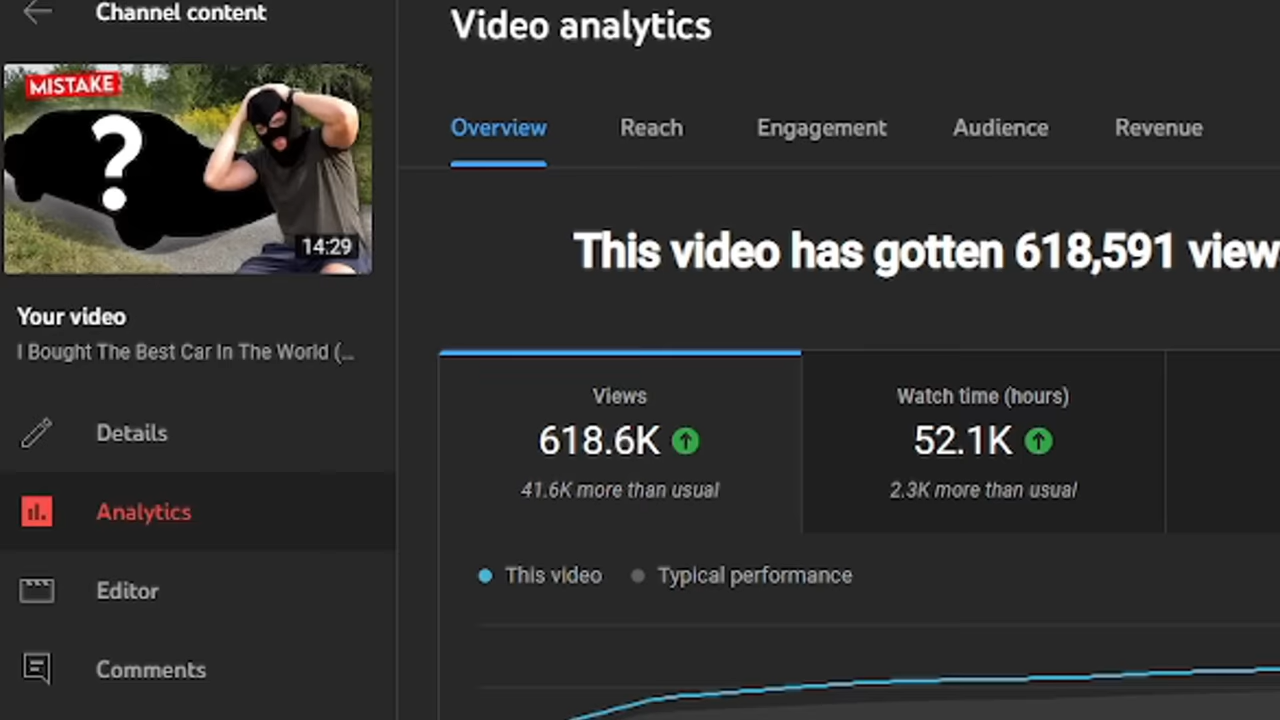 Channel content
MISTAKE
?
14:29
Your video
I Bought The Best Car In The World (...
Details
Analytics
Editor
Comments
Video analytics
Overview Reach Engagement Audience Revenue
This video has gotten 618,591 view
Views
618.6K
41.6K more than usual
Watch time (hours)
52.1K
2.3K more than usual
This video Typical performance